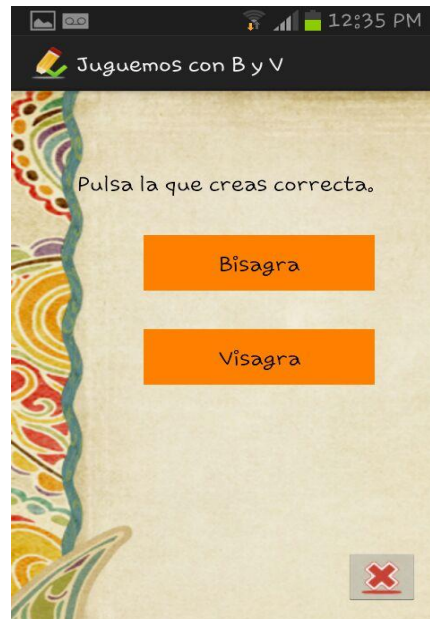 12:35 PM
Juguemos con B y V
Pulsa la que creas correcta.
Bisagra
Visagra